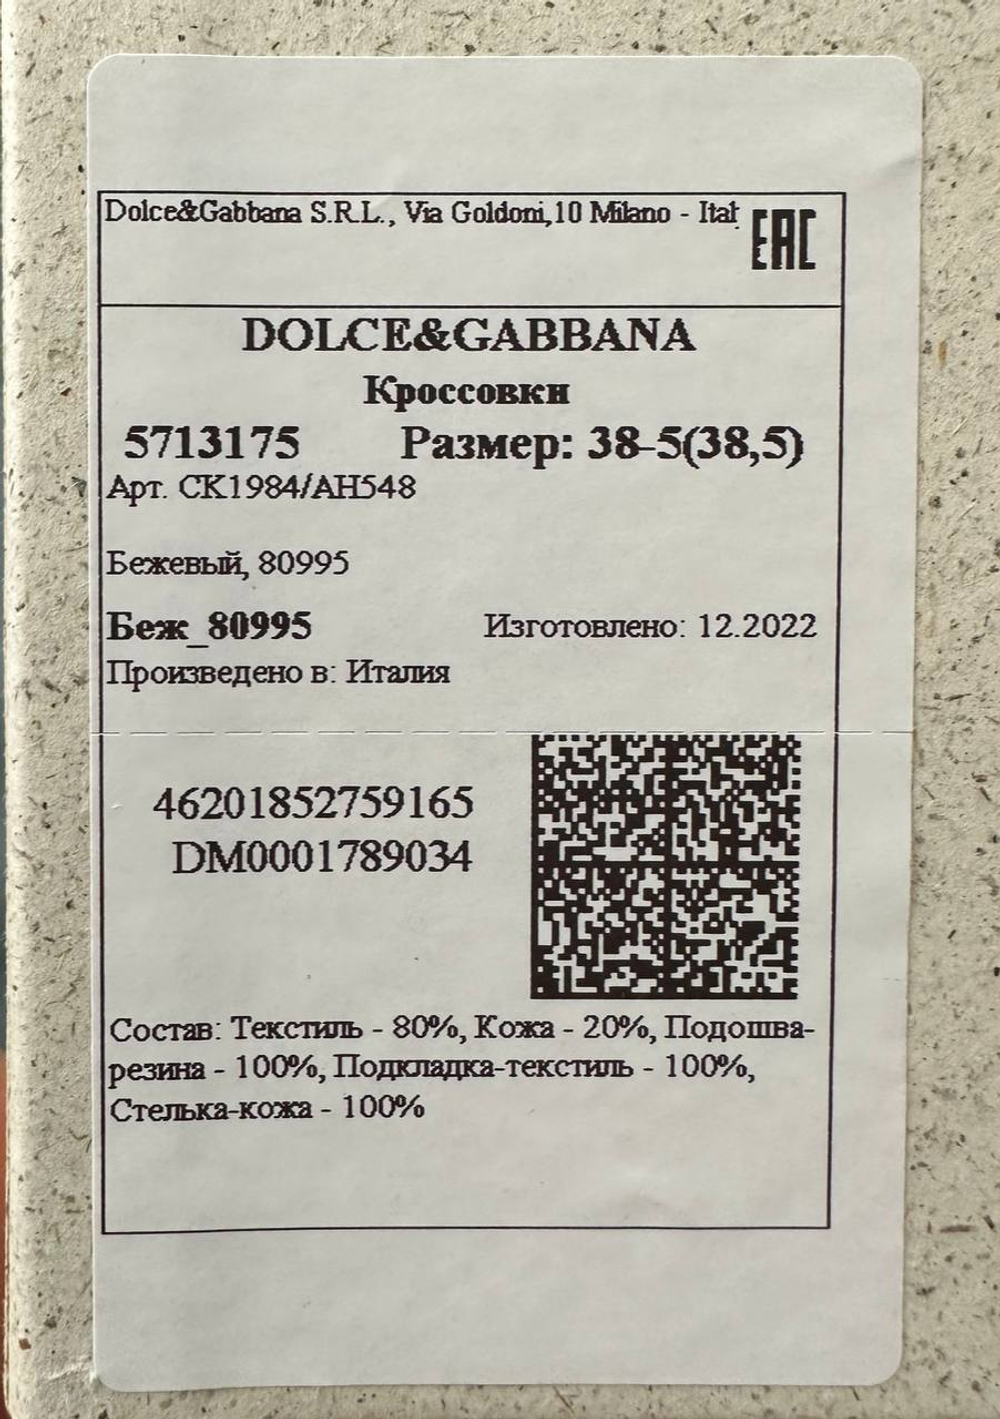 Dolce&Gabbana S.R.L., Via Goldoni,10 Milano - Ital
EAC
DOLCE&GABBANA
Кроссовки
5713175 Размер: 38-5(38,5)
Арт. CK1984/AH548
Бежевый, 80995
Беж_80995 Изготовлено: 12.2022
Произведено в: Италия
46201852759165
DM0001789034
Состав: Текстиль - 80%, Кожа - 20%, Подошва-
резина - 100%, Подкладка-текстиль - 100%,
Стелька-кожа - 100%